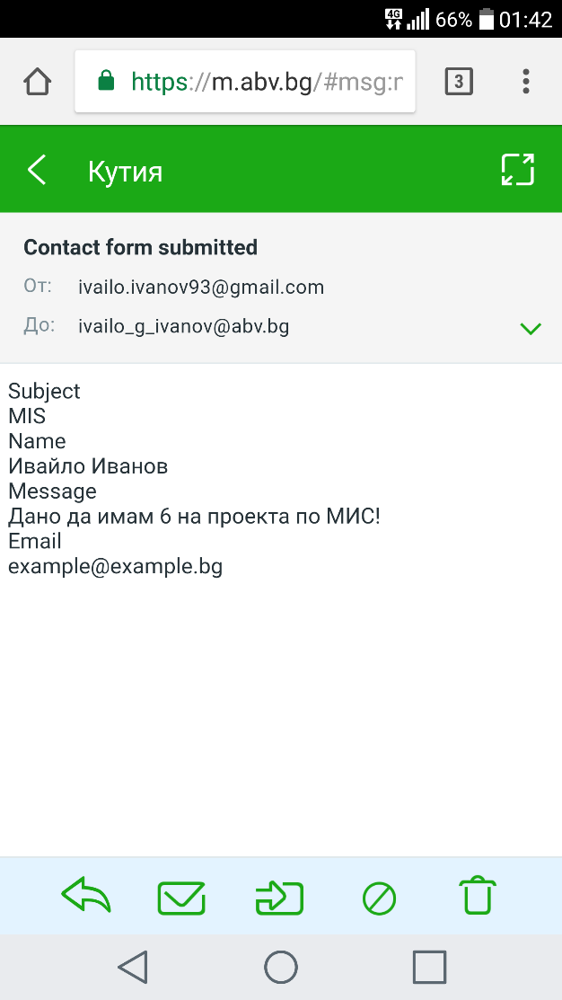 4G 66% 01:42
https://m.abv.bg/#msg:r 3
Кутия
Contact form submitted
От: ivailo.ivanov93@gmail.com
До: ivailo_g_ivanov@abv.bg
Subject
MIS
Name
Ивайло Иванов
Message
Дано да имам 6 на проекта по МИС!
Email
example@example.bg